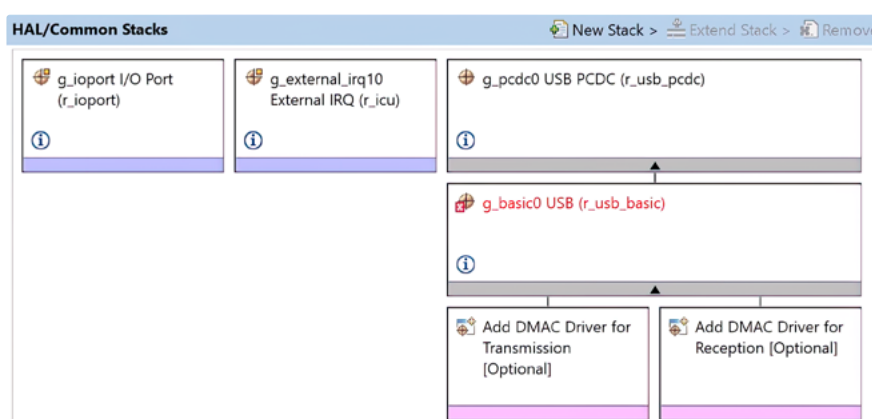 HAL/Common Stacks
New Stack > Extend Stack > Remove
g_ioport I/O Port
(r_ioport)
g_external_irq10
External IRQ (r_icu)
g_pcdc0 USB PCDC (r_usb_pcdc)
g_basic0 USB (r_usb_basic)
Add DMAC Driver for
Transmission
[Optional]
Add DMAC Driver for
Reception [Optional]